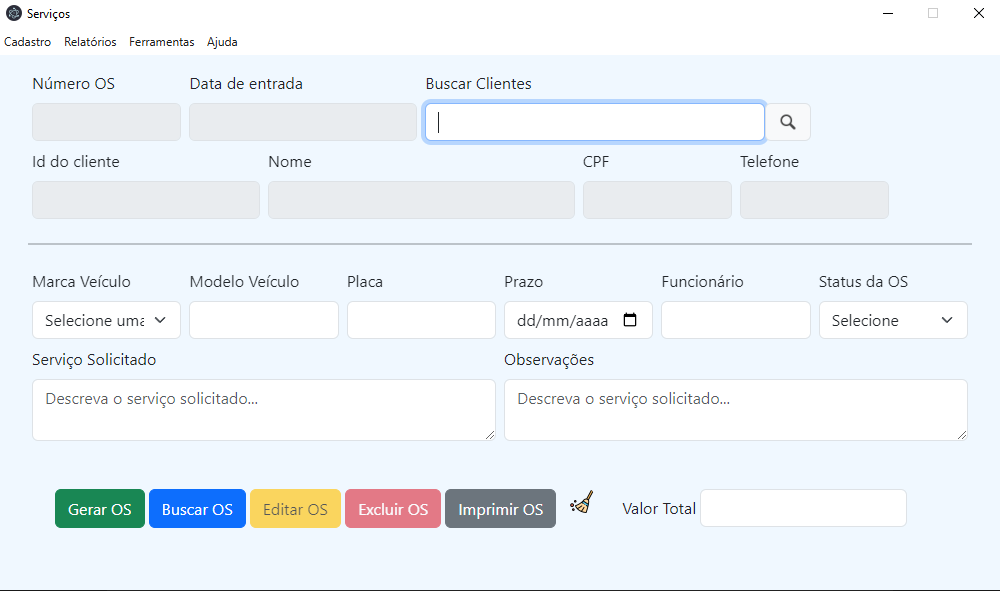 Serviços
Cadastro Relatórios Ferramentas Ajuda
Número OS Data de entrada Buscar Clientes
Id do cliente Nome CPF Telefone
Marca Veículo Modelo Veículo Placa Prazo Funcionário Status da OS
Selecione uma dd/mm/aaaa Selecione
Serviço Solicitado Observações
Descreva o serviço solicitado... Descreva o serviço solicitado...
Gerar OS Buscar OS Editar OS Excluir OS Imprimir OS Valor Total